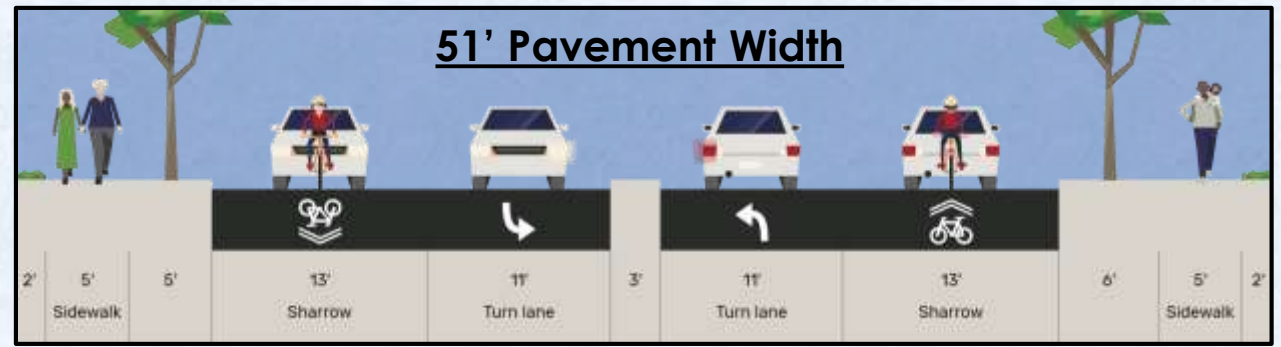 51’ Pavement Width
2' 5' 5' 13' 11' 3' 11' 13' 6' 5' 2'
Sidewalk Sharrow Turn lane Turn lane Sharrow Sidewalk